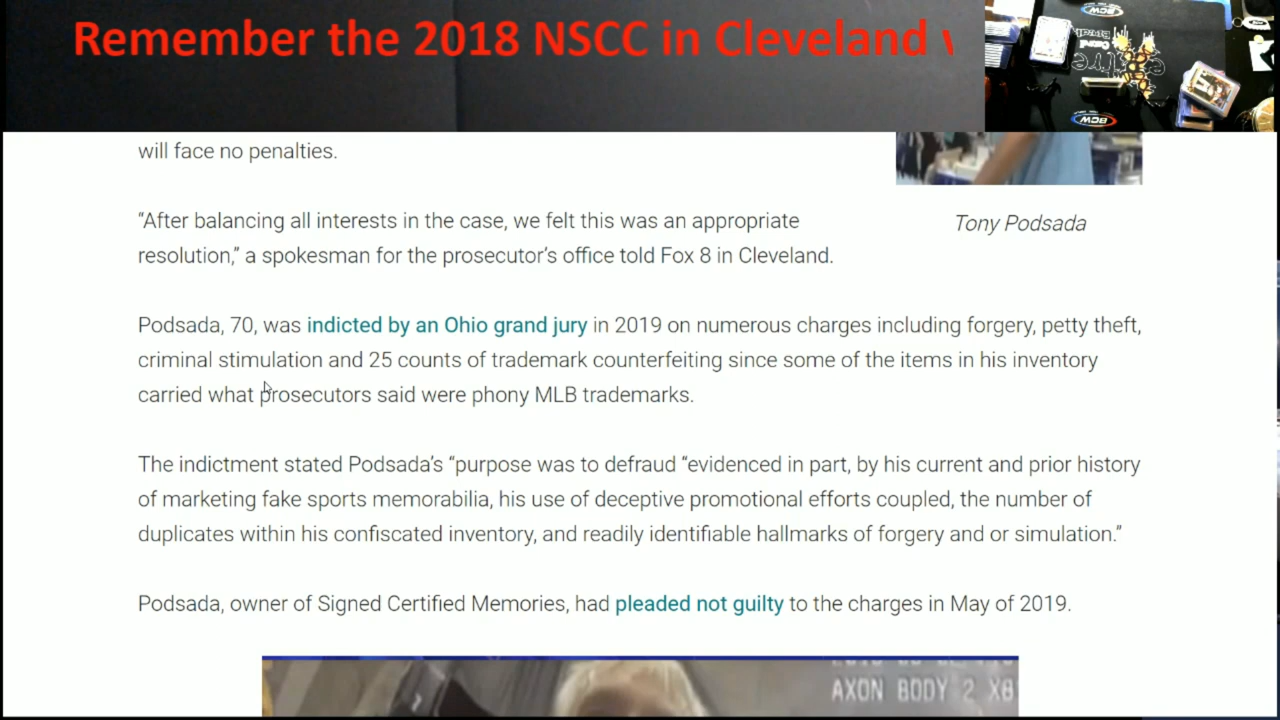 Remember the 2018 NSCC in Cleveland
BCW
BCW
will face no penalties.
Tony Podsada
“After balancing all interests in the case, we felt this was an appropriate
resolution,” a spokesman for the prosecutor’s office told Fox 8 in Cleveland.
Podsada, 70, was indicted by an Ohio grand jury in 2019 on numerous charges including forgery, petty theft,
criminal stimulation and 25 counts of trademark counterfeiting since some of the items in his inventory
carried what prosecutors said were phony MLB trademarks.
The indictment stated Podsada’s “purpose was to defraud “evidenced in part, by his current and prior history
of marketing fake sports memorabilia, his use of deceptive promotional efforts coupled, the number of
duplicates within his confiscated inventory, and readily identifiable hallmarks of forgery and or simulation.”
Podsada, owner of Signed Certified Memories, had pleaded not guilty to the charges in May of 2019.
AXON BODY 2